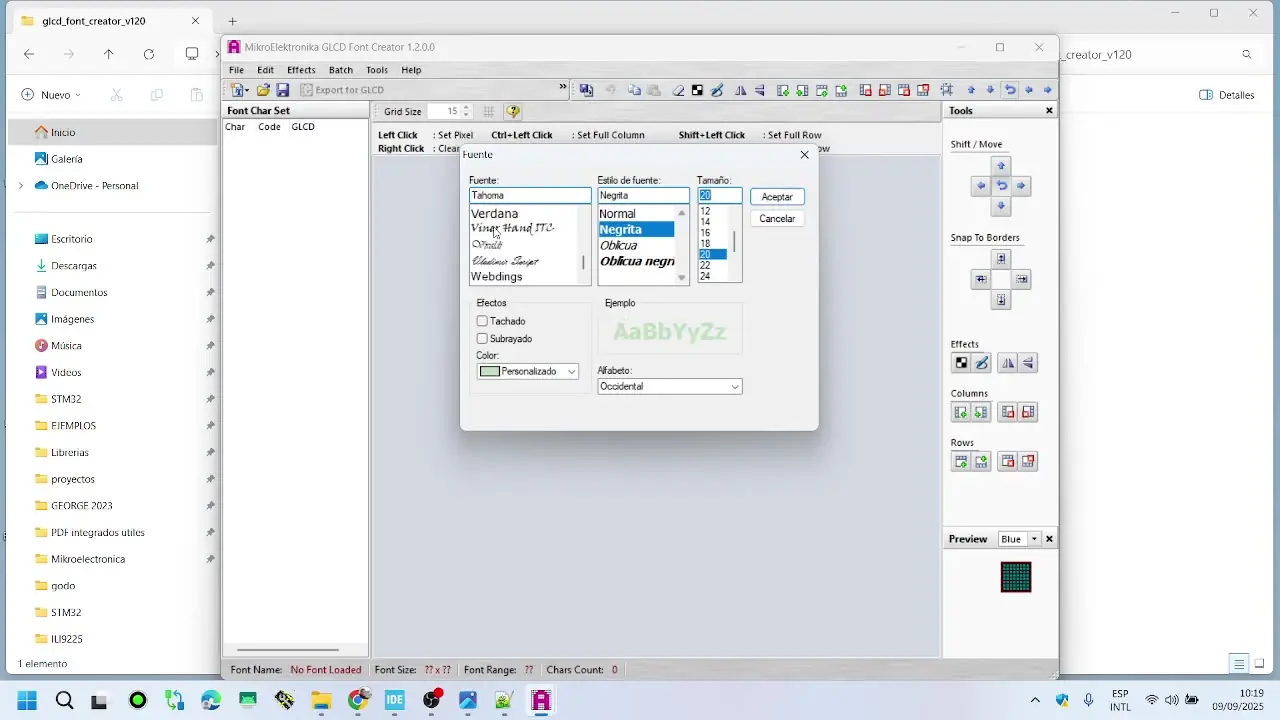 glcd_font_creator_v120
MikroElektronika GLCD Font Creator 1.2.0.0
_creator_v120
File Edit Effects Batch Tools Help
Nuevo
Export for GLCD
»
Detalles
Font Char Set
Grid Size 15
Tools
Char Code GLCD
Left Click : Set Pixel Ctrl+Left Click : Set Full Column Shift+Left Click : Set Full Row
Right Click : Clear
Row
Inicio
Galería
OneDrive - Personal
Escritorio
Descargas
Documentos
Imágenes
Música
Videos
STM32
EJEMPLOS
Librerias
proyectos
GEORGE 2023
PDF integrados utiles
Mikroelectronica
godo
STM32
ILI9225
1 elemento
Fuente
Fuente:
Tahoma
Verdana
Viner Hand ITC
Vivaldi
Vladimir Script
Webdings
Estilo de fuente:
Negrita
Normal
Negrita
Oblicua
Oblicua negri
Tamaño:
20
12
14
16
18
20
22
24
Aceptar
Cancelar
Efectos
Tachado
Subrayado
Color:
Personalizado
Ejemplo
AaBbYyZz
Alfabeto:
Occidental
Shift / Move
Snap To Borders
Effects
Columns
Rows
Preview Blue
Font Name: No Font Loaded Font Size: ?? x ?? Font Range: ?? Chars Count: 0
IDE
ESP
INTL
10:19
09/09/2025